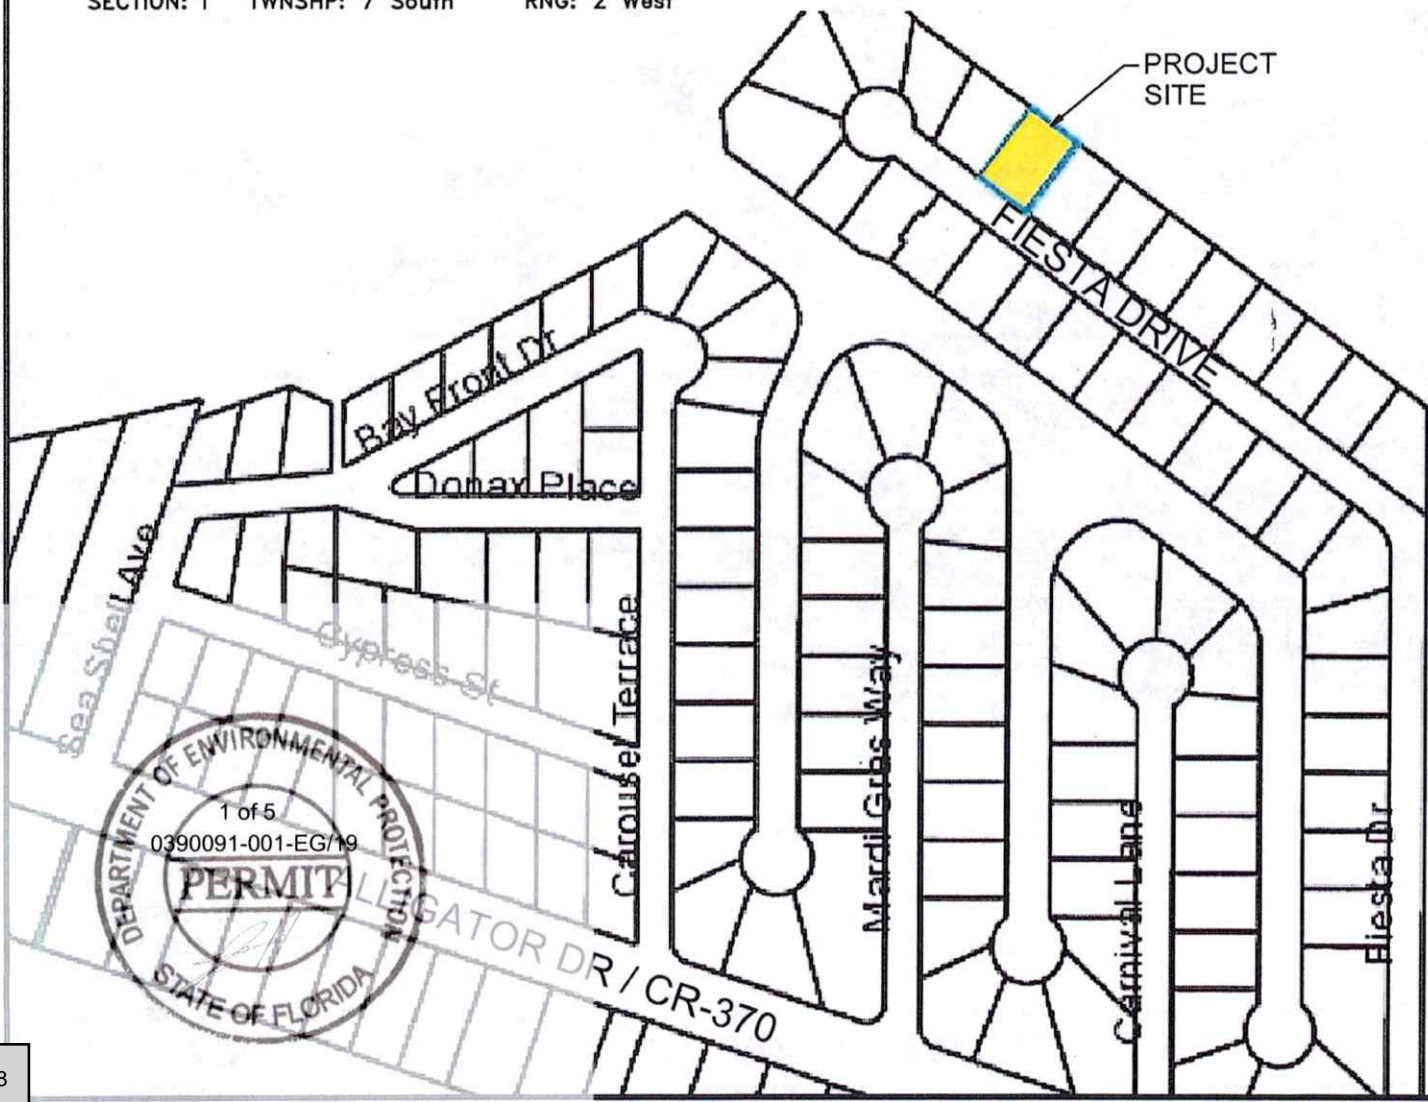 SECTION: 1 TWNSHP: 7 South RNG: 2 West
PROJECT
SITE
FIESTA DRIVE
Bay Front Dr
Donax Place
Sea Shell Ave
Cypress St
Carousel Terrace
Mardi Gras Way
Carnival Lane
Fiesta Dr
ALLIGATOR DR / CR-370
DEPARTMENT OF ENVIRONMENTAL PROTECTION
1 of 5
0390091-001-EG/19
PERMIT
STATE OF FLORIDA
8